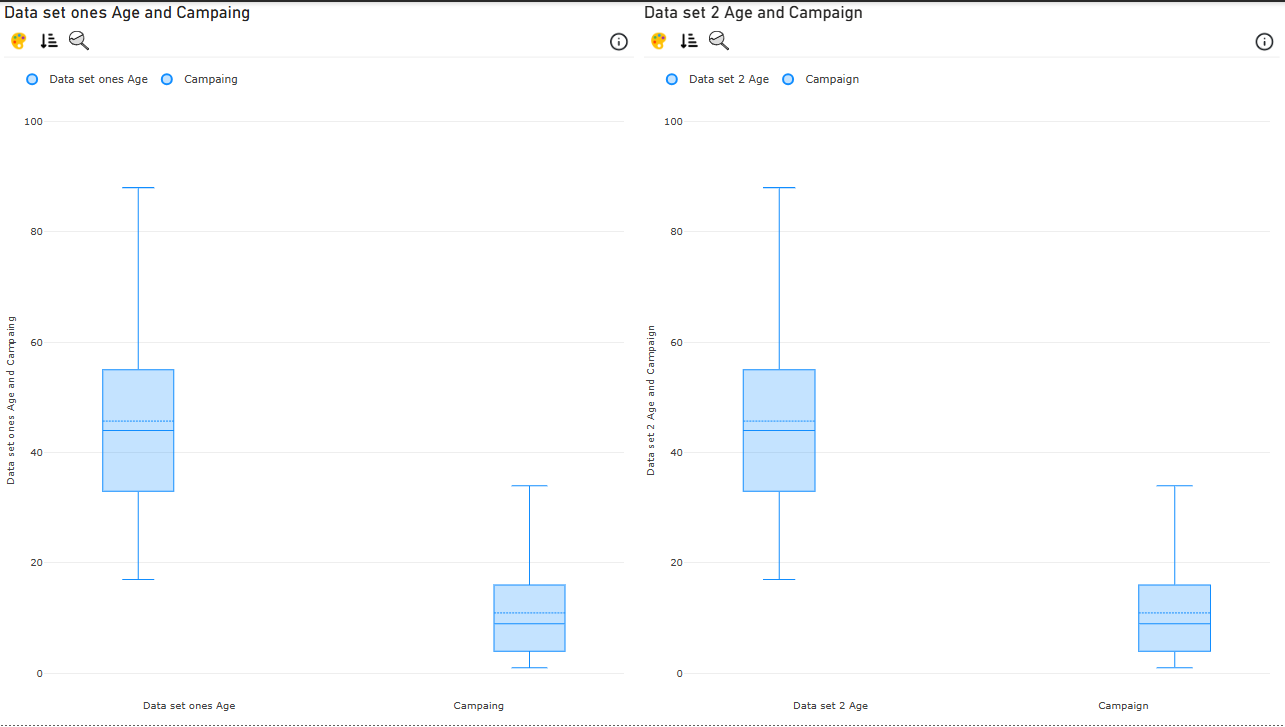 Data set ones Age and Campaing
Data set ones Age Campaing
100
80
60
40
20
0
Data set ones Age and Campaing
Data set ones Age Campaing
Data set 2 Age and Campaign
Data set 2 Age Campaign
100
80
60
40
20
0
Data set 2 Age and Campaign
Data set 2 Age Campaign